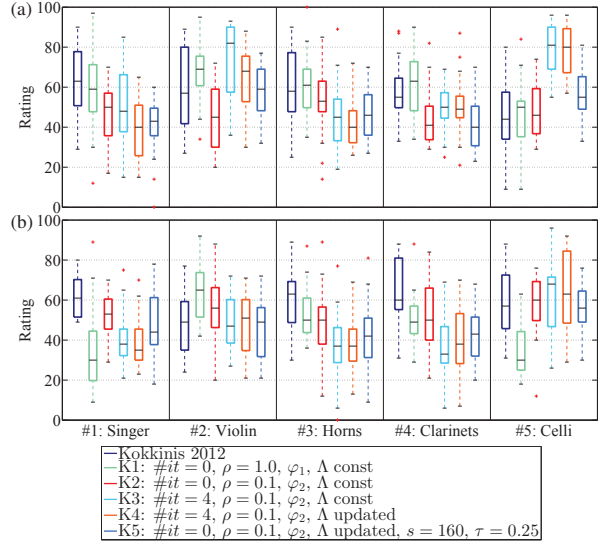 (a)
100
80
60
40
20
0
Rating
(b)
100
80
60
40
20
0
Rating
#1: Singer #2: Violin #3: Horns #4: Clarinets #5: Celli
Kokkinis 2012
K1: #it = 0, ρ = 1.0, φ₁, Λ const
K2: #it = 0, ρ = 0.1, φ₂, Λ const
K3: #it = 4, ρ = 0.1, φ₂, Λ const
K4: #it = 4, ρ = 0.1, φ₂, Λ updated
K5: #it = 0, ρ = 0.1, φ₂, Λ updated, s = 160, τ = 0.25